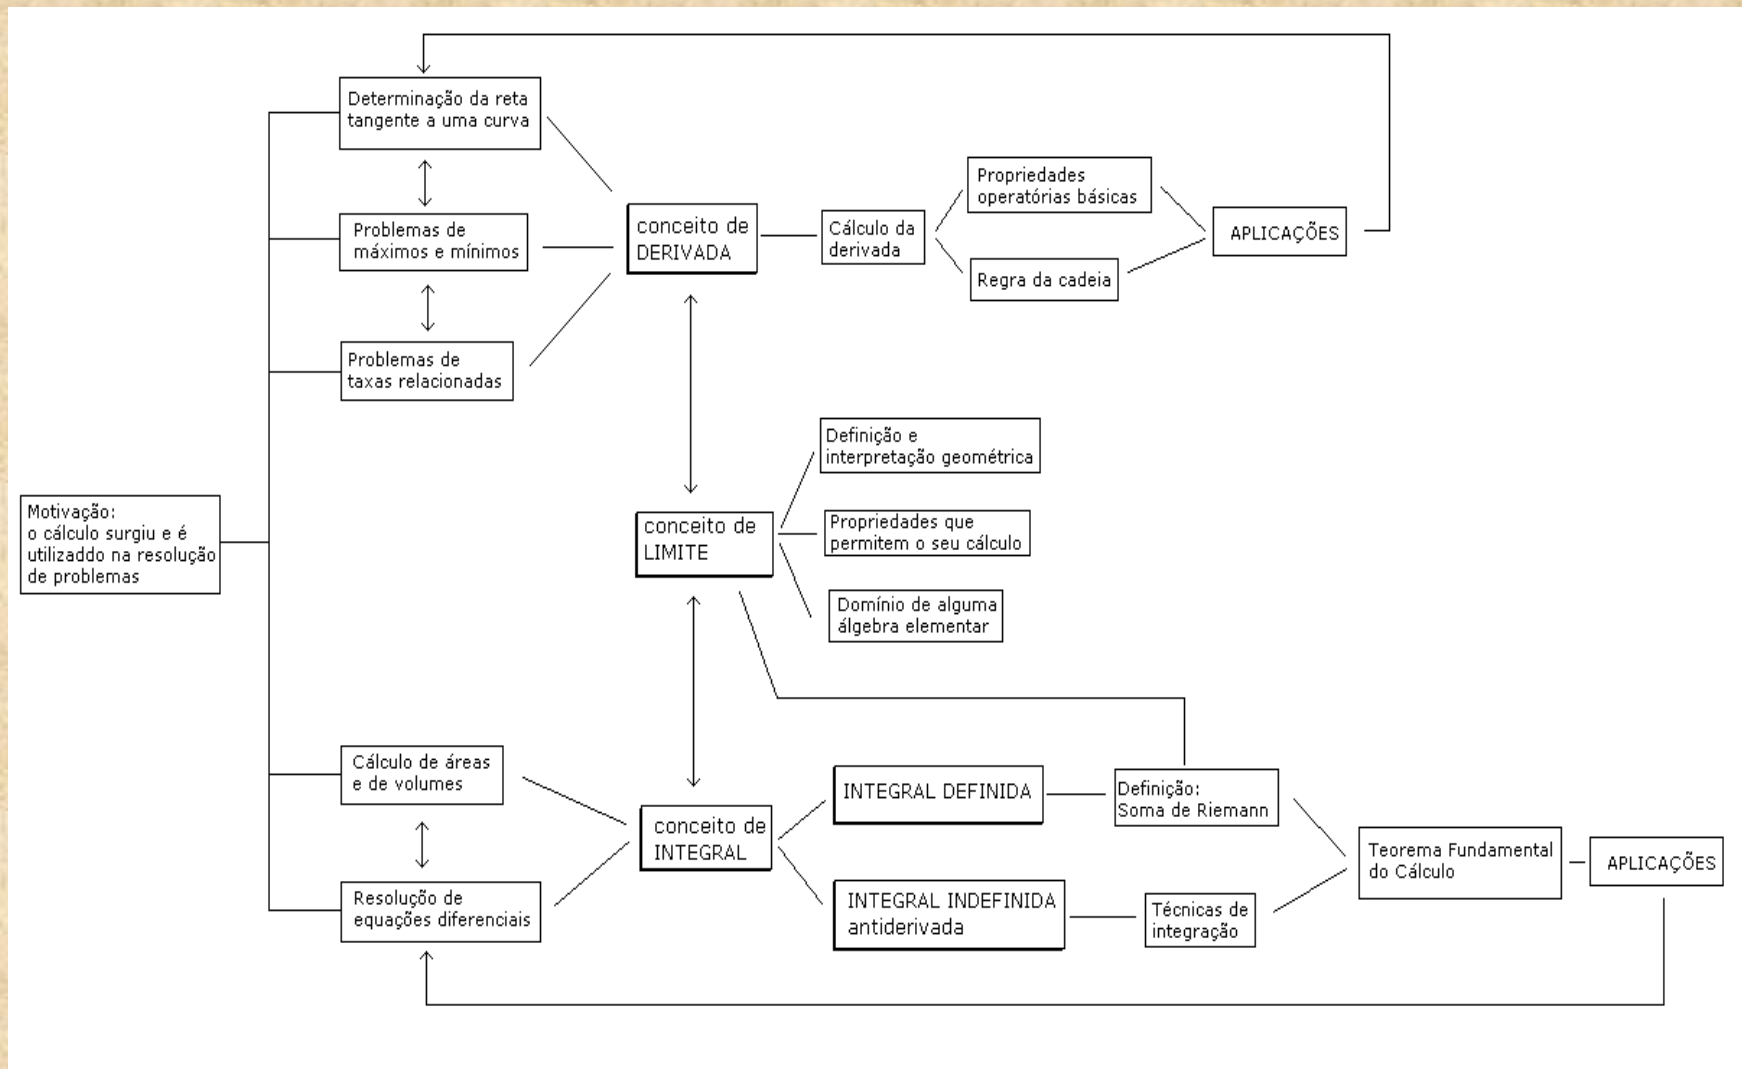 Determinação da reta
tangente a uma curva
Problemas de
máximos e mínimos
Problemas de
taxas relacionadas
conceito de
DERIVADA
Cálculo da
derivada
Propriedades
operatórias básicas
Regra da cadeia
APLICAÇÕES
Motivação:
o cálculo surgiu e é
utilizaddo na resolução
de problemas
conceito de
LIMITE
Definição e
interpretação geométrica
Propriedades que
permitem o seu cálculo
Domínio de alguma
álgebra elementar
Cálculo de áreas
e de volumes
Resoluçõo de
equações diferenciais
conceito de
INTEGRAL
INTEGRAL DEFINIDA
Definição:
Soma de Riemann
INTEGRAL INDEFINIDA
antiderivada
Técnicas de
integração
Teorema Fundamental
do Cálculo
APLICAÇÕES